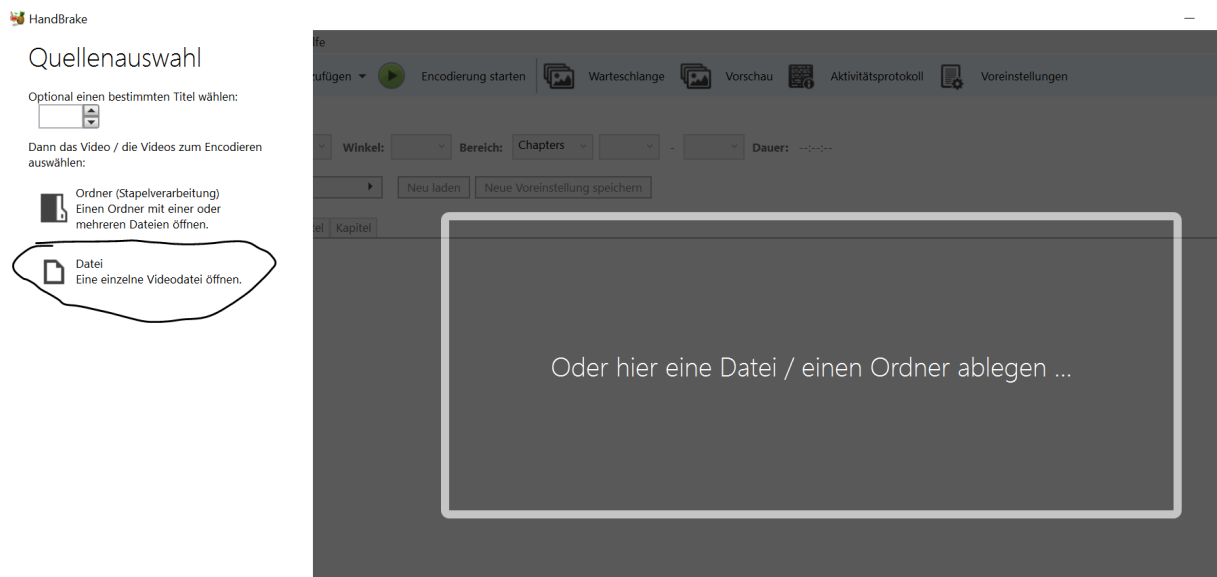 HandBrake
Quellenauswahl
Optional einen bestimmten Titel wählen:
Dann das Video / die Videos zum Encodieren
auswählen:
Ordner (Stapelverarbeitung)
Einen Ordner mit einer oder
mehreren Dateien öffnen.
Datei
Eine einzelne Videodatei öffnen.
lfe
zufügen Encodierung starten Warteschlange Vorschau Aktivitätsprotokoll Voreinstellungen
Winkel: Bereich: Chapters - Dauer: --:--:--
Neu laden Neue Voreinstellung speichern
tel Kapitel
Oder hier eine Datei / einen Ordner ablegen ...